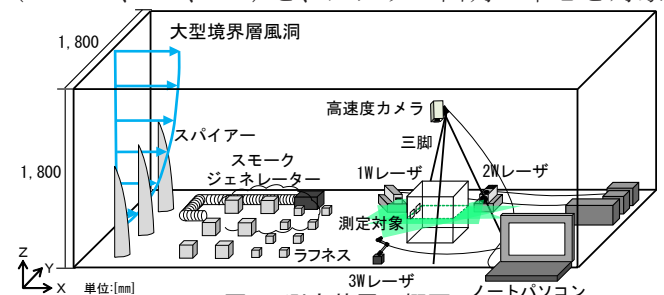 1,800
大型境界層風洞
高速度カメラ
スパイアー
三脚
スモーク
ジェネレーター
1Wレーザ
2Wレーザ
1,800
測定対象
ラフネス
Z
Y
X
単位:[mm]
3Wレーザ
ノートパソコン